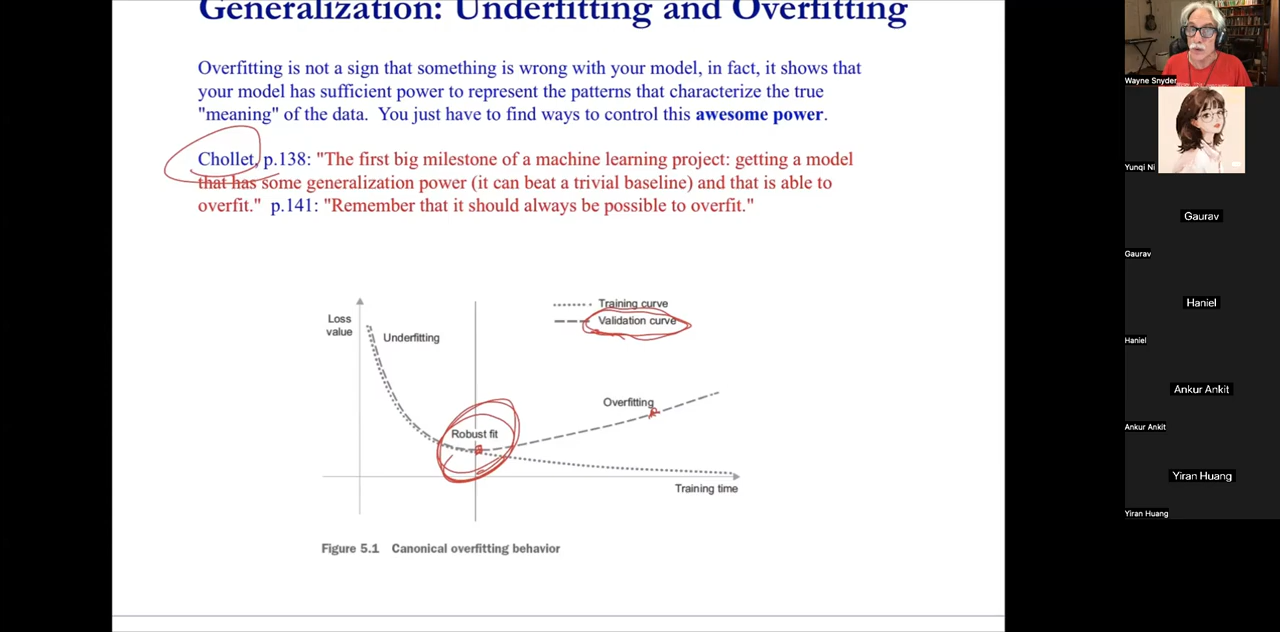 Generalization: Underfitting and Overfitting
Overfitting is not a sign that something is wrong with your model, in fact, it shows that
your model has sufficient power to represent the patterns that characterize the true
"meaning" of the data. You just have to find ways to control this awesome power.
Chollet, p.138: "The first big milestone of a machine learning project: getting a model
that has some generalization power (it can beat a trivial baseline) and that is able to
overfit." p.141: "Remember that it should always be possible to overfit."
Training curve
Validation curve
Loss
value
Underfitting
Overfitting
Robust fit
Training time
Figure 5.1 Canonical overfitting behavior
Wayne Snyder
Yunqi Ni
Gaurav
Gaurav
Haniel
Haniel
Ankur Ankit
Ankur Ankit
Yiran Huang
Yiran Huang